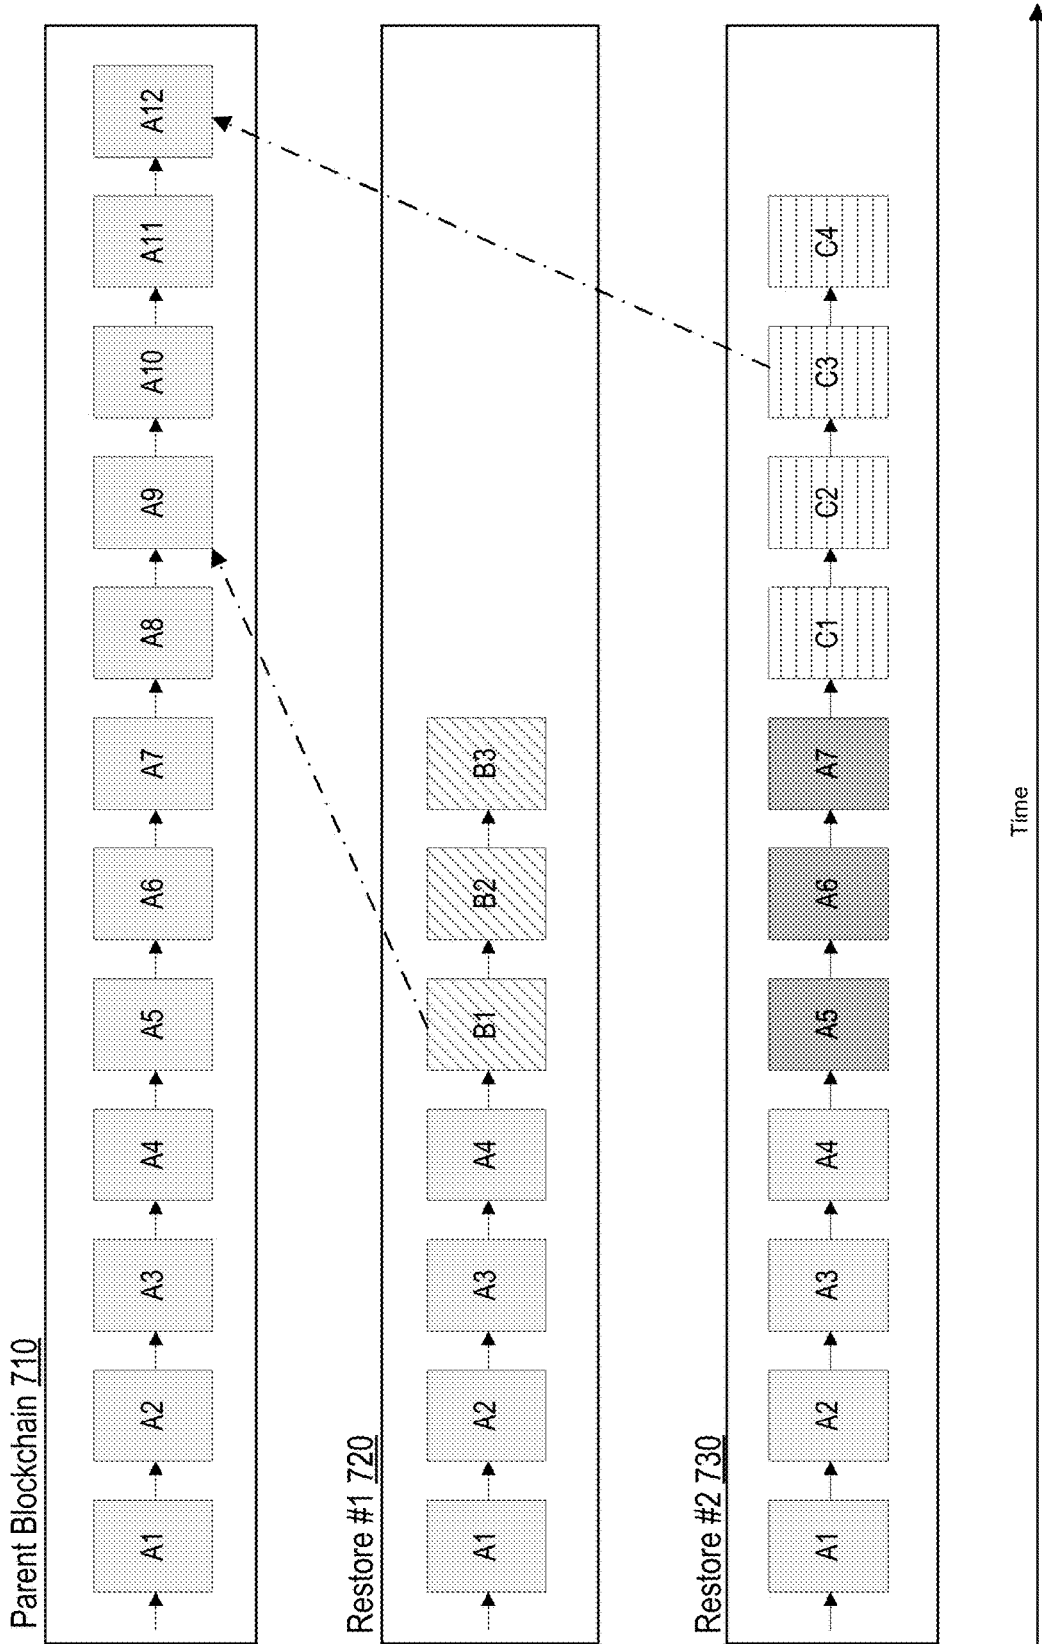 Parent Blockchain 710
A1 A2 A3 A4 A5 A6 A7 A8 A9 A10 A11 A12
Restore #1 720
A1 A2 A3 A4 B1 B2 B3
Restore #2 730
A1 A2 A3 A4 A5 A6 A7 C1 C2 C3 C4
Time